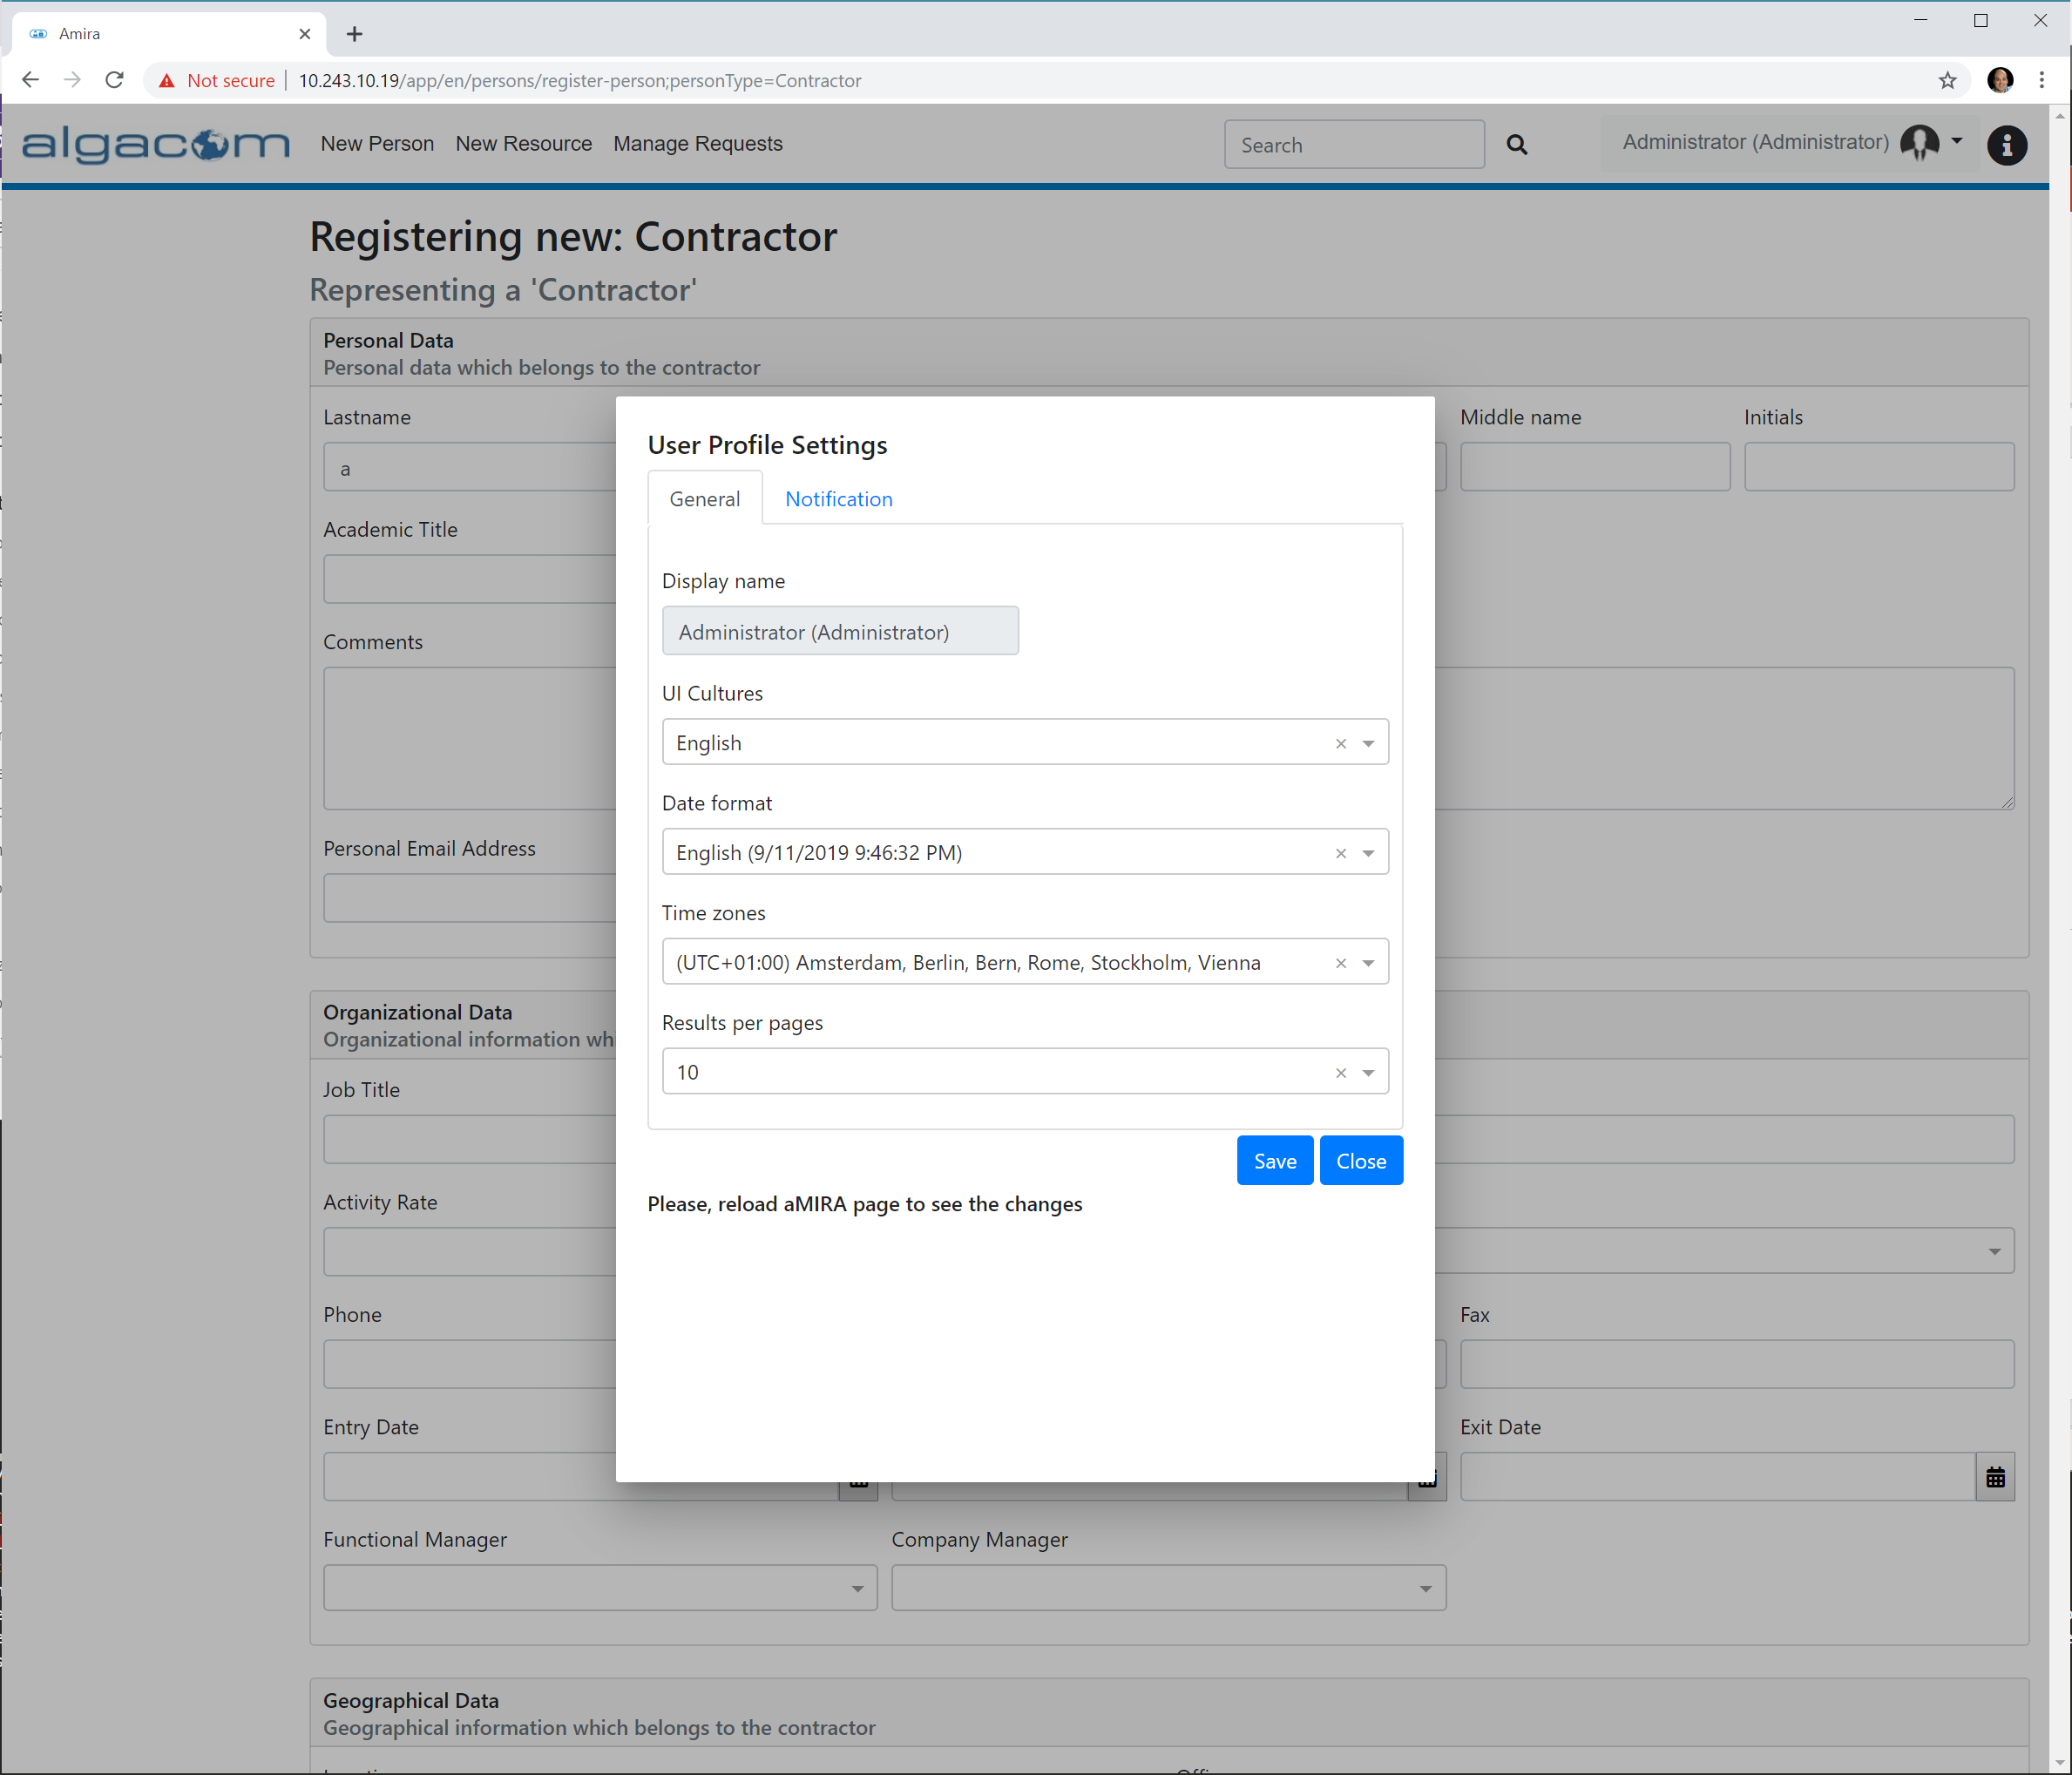 Amira
Not secure
10.243.10.19/app/en/persons/register-person;personType=Contractor
algacom
New Person
New Resource
Manage Requests
Search
Administrator (Administrator)
Registering new: Contractor
Representing a 'Contractor'
Personal Data
Personal data which belongs to the contractor
Lastname
Middle name
Initials
a
Academic Title
Comments
Personal Email Address
Organizational Data
Organizational information
Job Title
Activity Rate
Phone
Fax
Entry Date
Exit Date
Functional Manager
Company Manager
Geographical Data
Geographical information which belongs to the contractor
User Profile Settings
General
Notification
Display name
Administrator (Administrator)
UI Cultures
English
Date format
English (9/11/2019 9:46:32 PM)
Time zones
(UTC+01:00) Amsterdam, Berlin, Bern, Rome, Stockholm, Vienna
Results per pages
10
Save
Close
Please, reload aMIRA page to see the changes